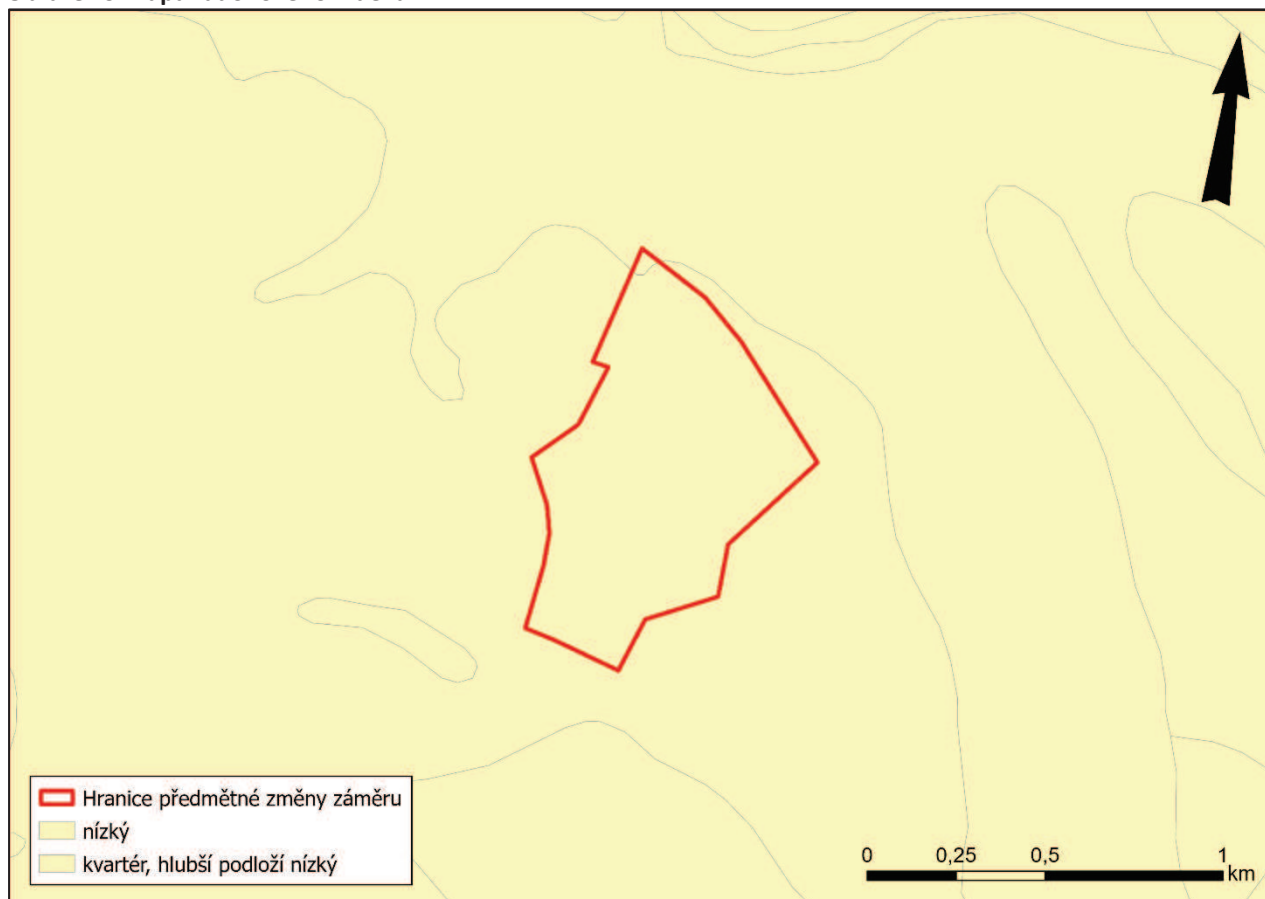 Hranice předmětné změny záměru
nízký
kvartér, hlubší podloží nízký
0 0,25 0,5 1
km